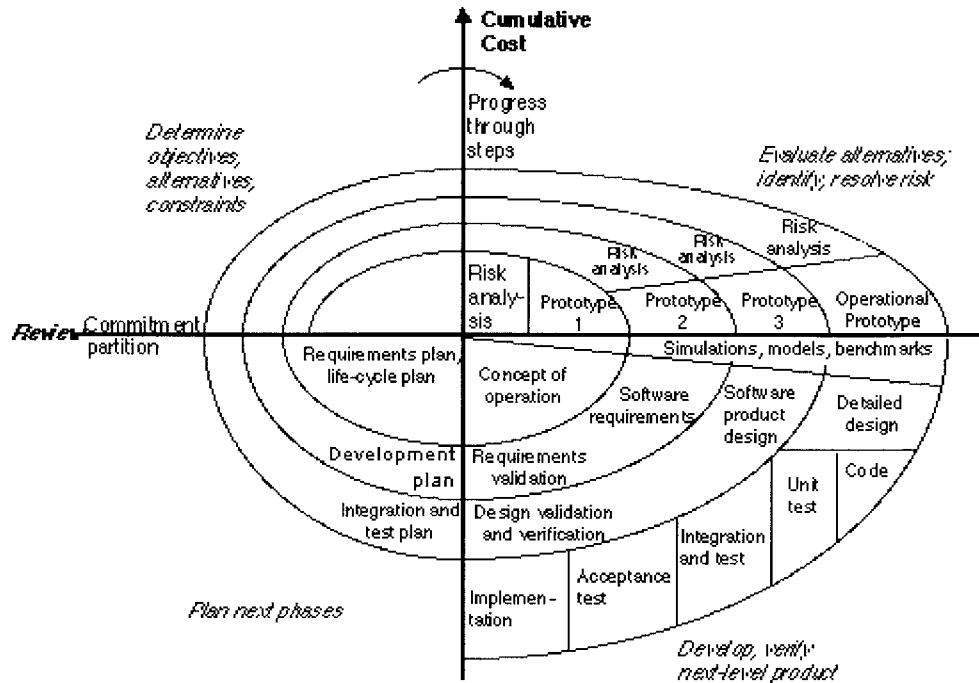 Cumulative
Cost
Progress
through
steps
Determine
objectives,
alternatives,
constraints
Evaluate alternatives;
identify, resolve risk
Risk
analysis
Risk
analysis
Risk
analysis
Risk
analy-
sis
Prototype
1
Prototype
2
Prototype
3
Operational
Prototype
Review
Commitment
partition
Simulations, models, benchmarks
Requirements plan,
life-cycle plan
Concept of
operation
Software
requirements
Software
product
design
Detailed
design
Development
plan
Requirements
validation
Unit
test
Code
Integration and
test plan
Design validation
and verification
Integration
and test
Acceptance
test
Implemen-
tation
Plan next phases
Develop, verify
next-level product